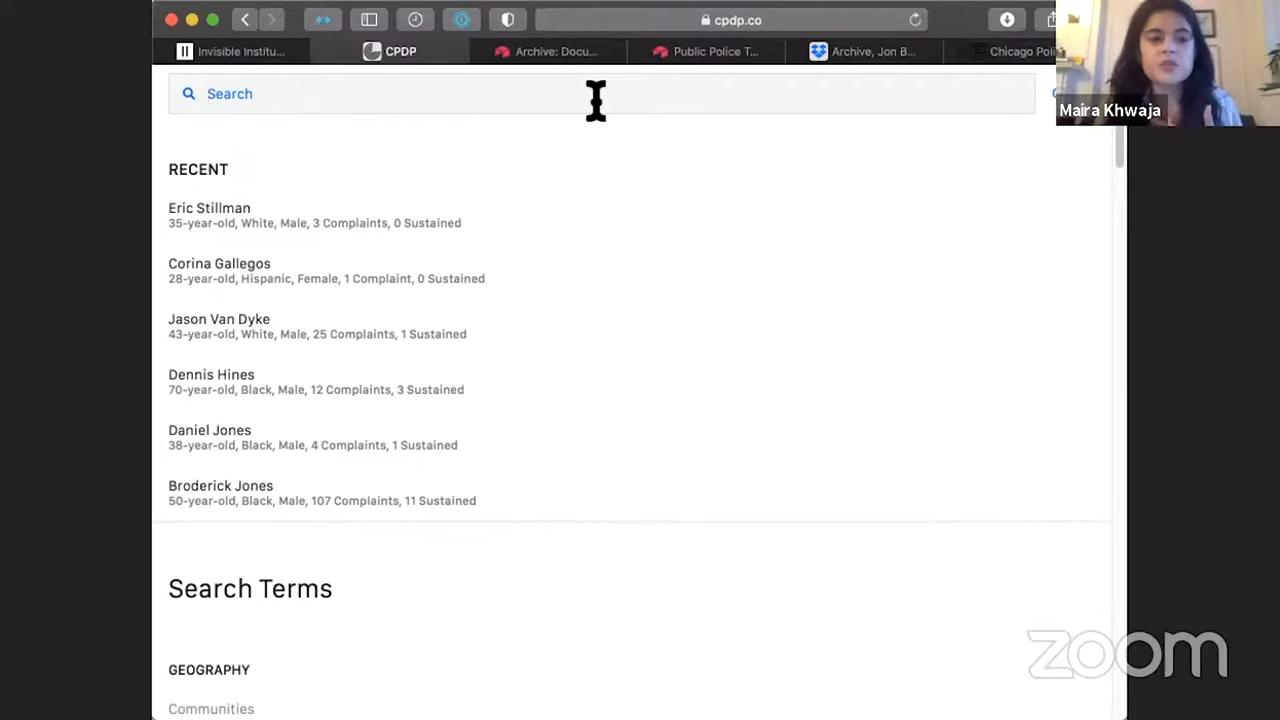 cpdp.co
Invisible Institu...
CPDP
Archive: Docu...
Public Police T...
Archive, Jon B...
Chicago Poli
Maira Khwaja
Search
RECENT
Eric Stillman
35-year-old, White, Male, 3 Complaints, 0 Sustained
Corina Gallegos
28-year-old, Hispanic, Female, 1 Complaint, 0 Sustained
Jason Van Dyke
43-year-old, White, Male, 25 Complaints, 1 Sustained
Dennis Hines
70-year-old, Black, Male, 12 Complaints, 3 Sustained
Daniel Jones
38-year-old, Black, Male, 4 Complaints, 1 Sustained
Broderick Jones
50-year-old, Black, Male, 107 Complaints, 11 Sustained
Search Terms
GEOGRAPHY
Communities
zoom